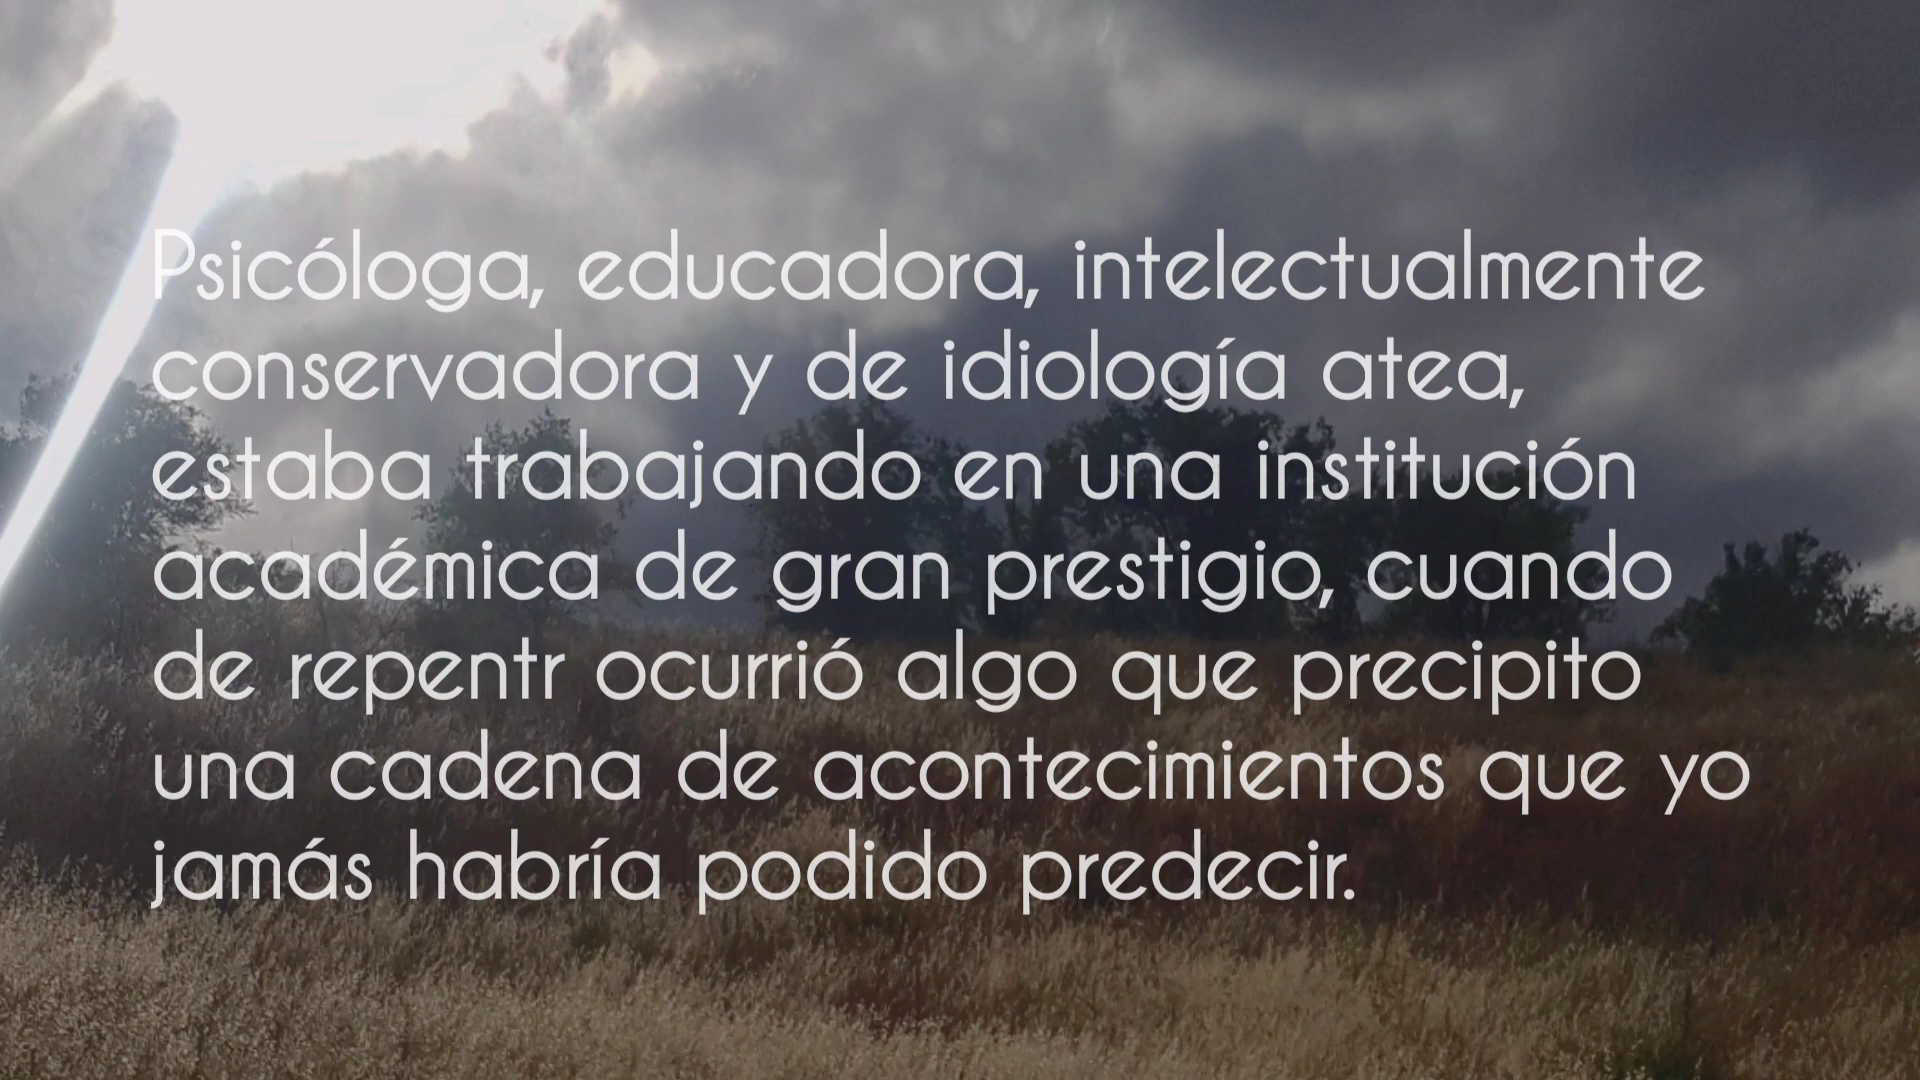 Psicóloga, educadora, intelectualmente
conservadora y de idiología atea,
estaba trabajando en una institución
académica de gran prestigio, cuando
de repentr ocurrió algo que precipito
una cadena de acontecimientos que yo
jamás habría podido predecir.